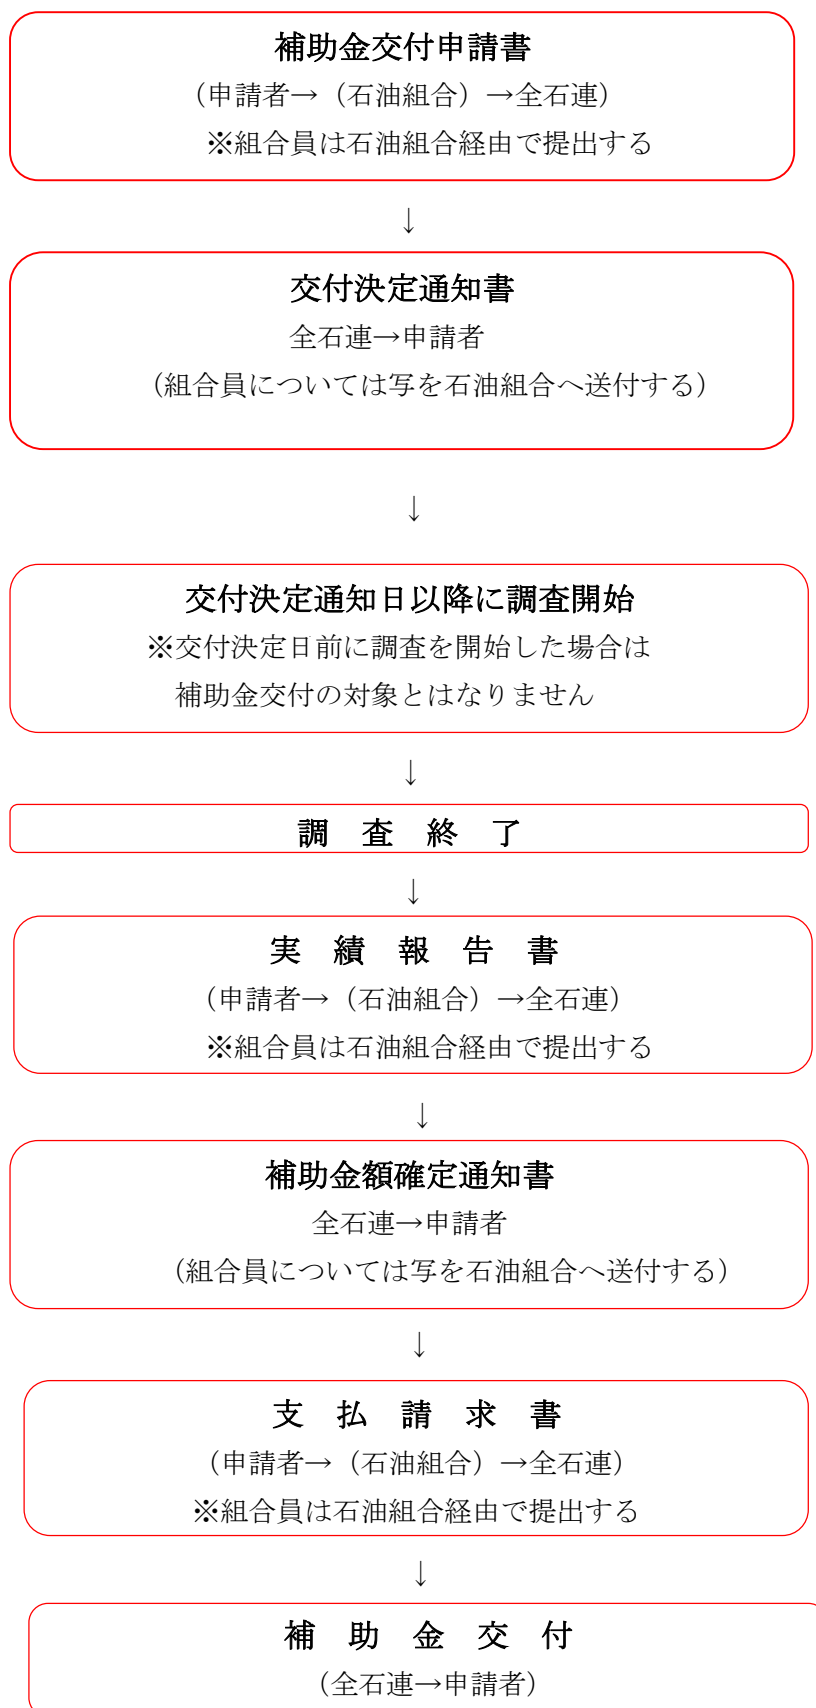 補助金交付申請書
（申請者→（石油組合）→全石連）
※組合員は石油組合経由で提出する
↓
交付決定通知書
全石連→申請者
（組合員については写を石油組合へ送付する）
↓
交付決定通知日以降に調査開始
※交付決定日前に調査を開始した場合は
補助金交付の対象とはなりません
↓
調　査　終　了
↓
実　績　報　告　書
（申請者→（石油組合）→全石連）
※組合員は石油組合経由で提出する
↓
補助金額確定通知書
全石連→申請者
（組合員については写を石油組合へ送付する）
↓
支　払　請　求　書
（申請者→（石油組合）→全石連）
※組合員は石油組合経由で提出する
↓
補　助　金　交　付
（全石連→申請者）